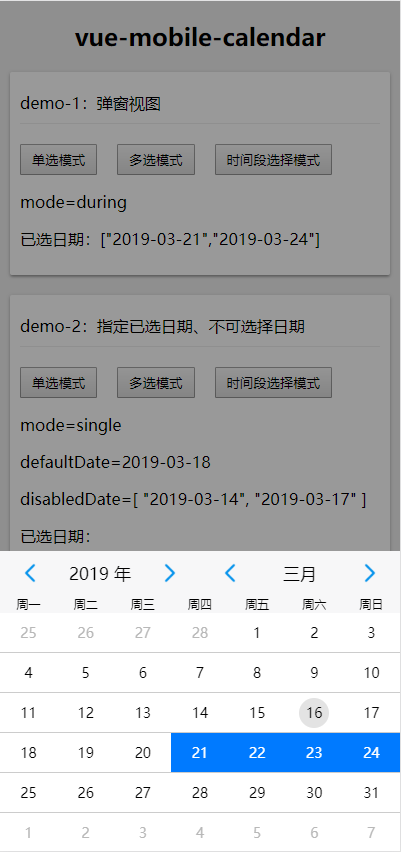 vue-mobile-calendar
demo-1：弹窗视图
单选模式 多选模式 时间段选择模式
mode=during
已选日期：["2019-03-21","2019-03-24"]
demo-2：指定已选日期、不可选择日期
单选模式 多选模式 时间段选择模式
mode=single
defaultDate=2019-03-18
disabledDate=[ "2019-03-14", "2019-03-17" ]
已选日期：
2019 年 三月
周一 周二 周三 周四 周五 周六 周日
25 26 27 28 1 2 3
4 5 6 7 8 9 10
11 12 13 14 15 16 17
18 19 20 21 22 23 24
25 26 27 28 29 30 31
1 2 3 4 5 6 7